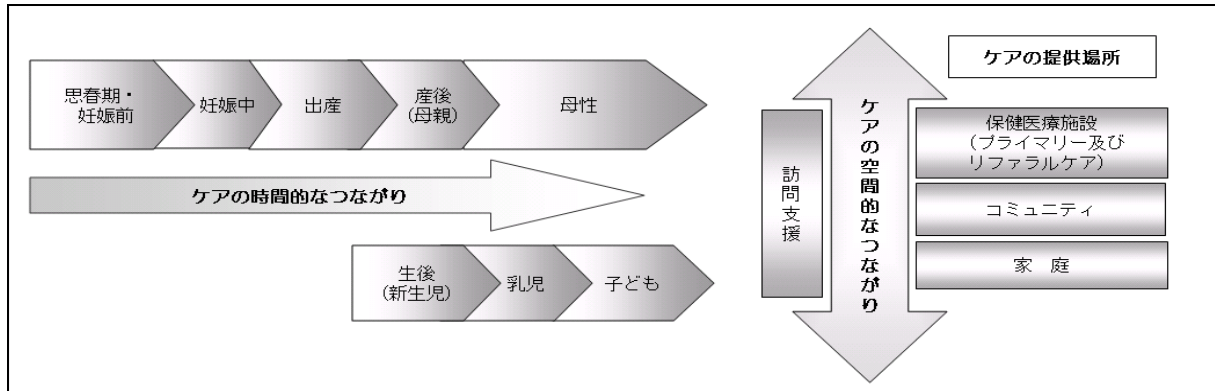 思春期・
妊娠前
妊娠中
出産
産後
(母親)
母性
ケアの時間的なつながり
生後
(新生児)
乳児
子ども
訪問支援
ケアの空間的なつながり
ケアの提供場所
保健医療施設
(プライマリー及び
リファラルケア)
コミュニティ
家 庭